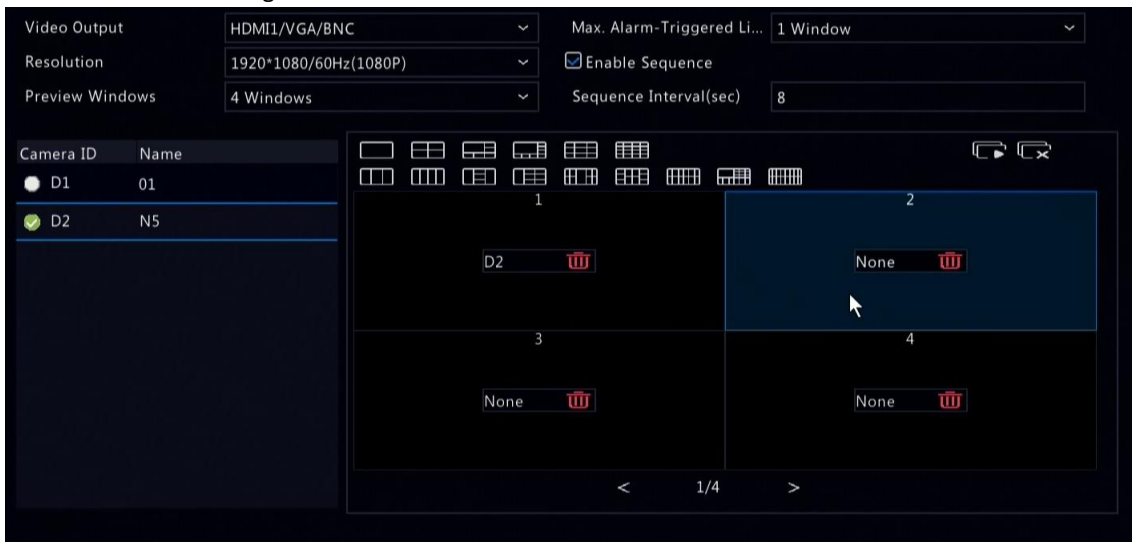 Video Output HDMI1/VGA/BNC Max. Alarm-Triggered Li... 1 Window
Resolution 1920*1080/60Hz(1080P) Enable Sequence
Preview Windows 4 Windows Sequence Interval(sec) 8
Camera ID Name
D1 01
D2 N5
1 2
D2 None
3 4
None None
< 1/4 >